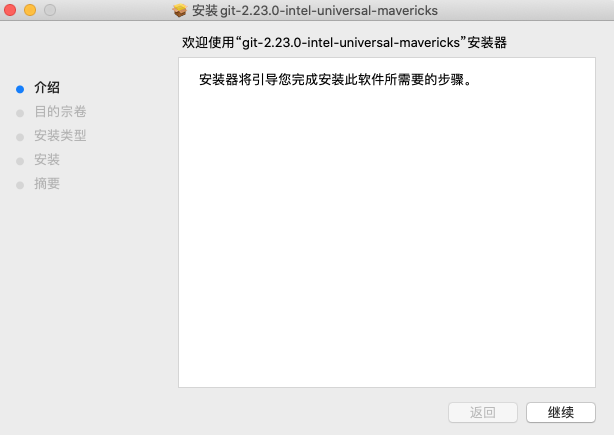 安装git-2.23.0-intel-universal-mavericks
欢迎使用“git-2.23.0-intel-universal-mavericks”安装器
介绍
目的宗卷
安装类型
安装
摘要
安装器将引导您完成安装此软件所需要的步骤。
返回
继续